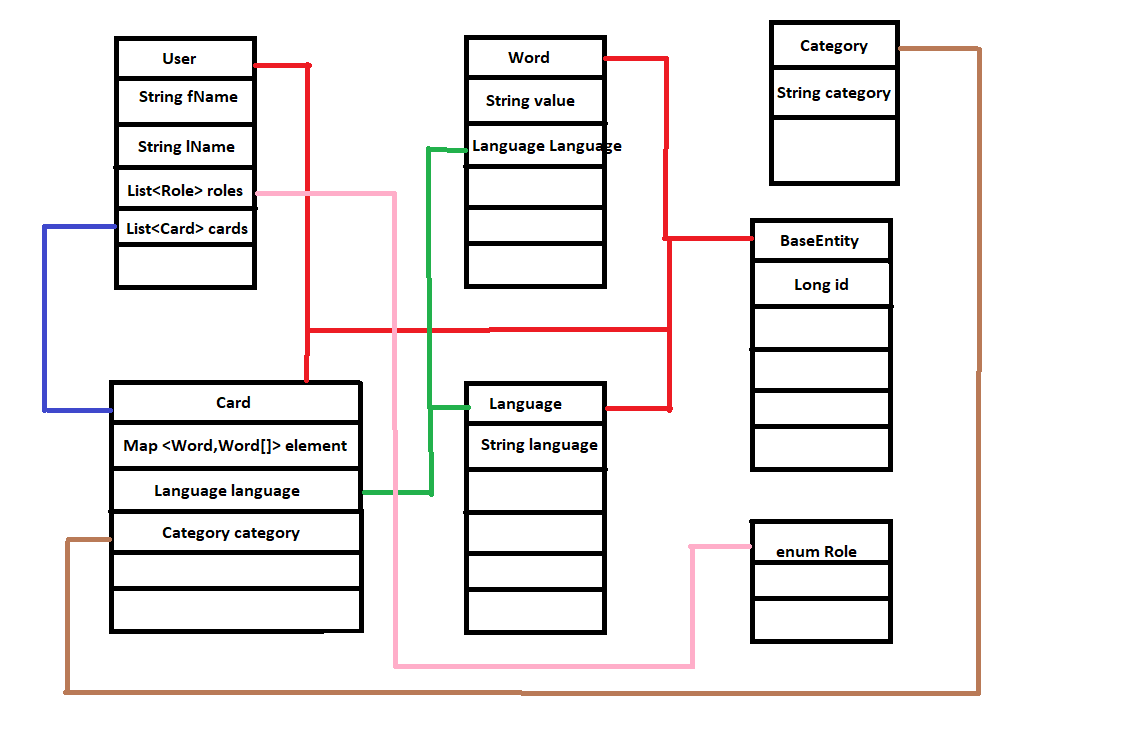 User
String fName
String lName
List<Role> roles
List<Card> cards
Word
String value
Language Language
Category
String category
BaseEntity
Long id
Card
Map <Word,Word[]> element
Language language
Category category
Language
String language
enum Role